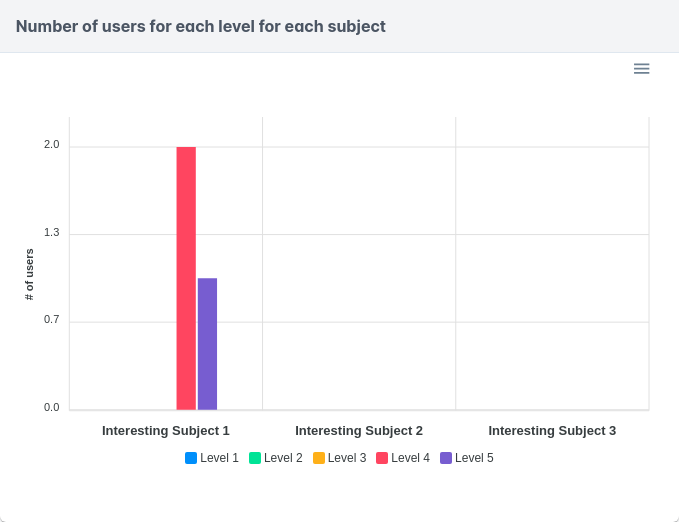 Number of users for each level for each subject
2.0
1.3
0.7
0.0
# of users
Interesting Subject 1
Interesting Subject 2
Interesting Subject 3
Level 1
Level 2
Level 3
Level 4
Level 5